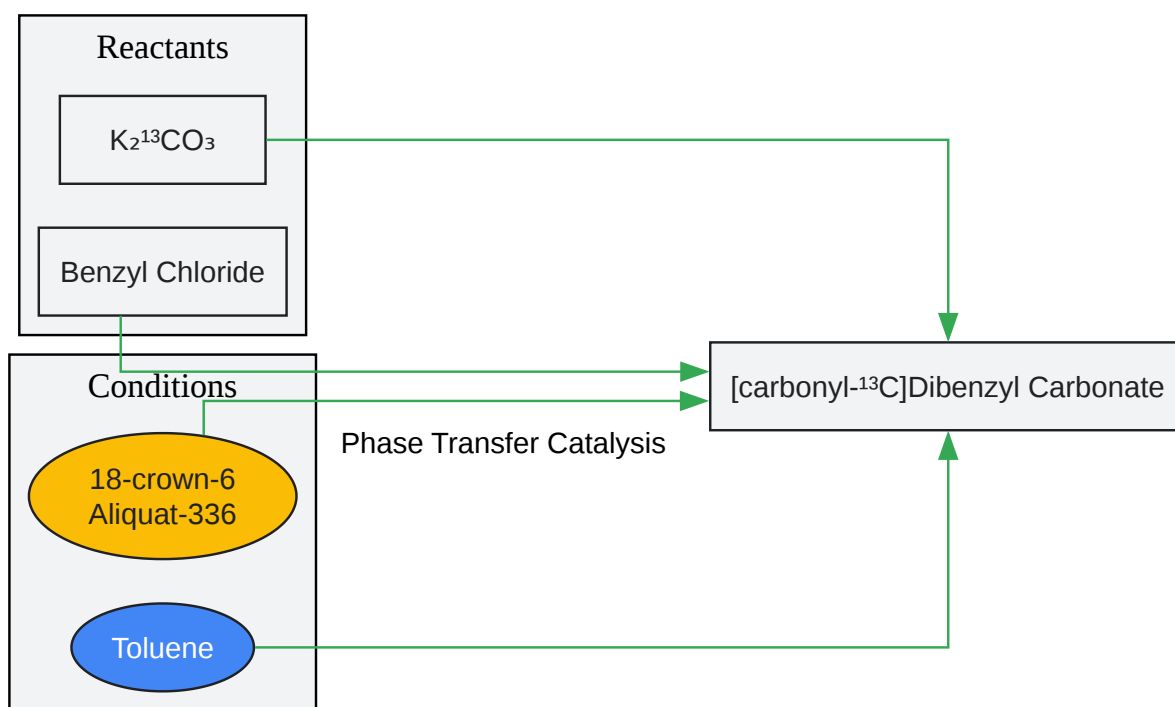 Reactants
K₂¹³CO₃
Benzyl Chloride
Conditions
18-crown-6
Aliquat-336
Toluene
Phase Transfer Catalysis
[carbonyl-¹³C]Dibenzyl Carbonate